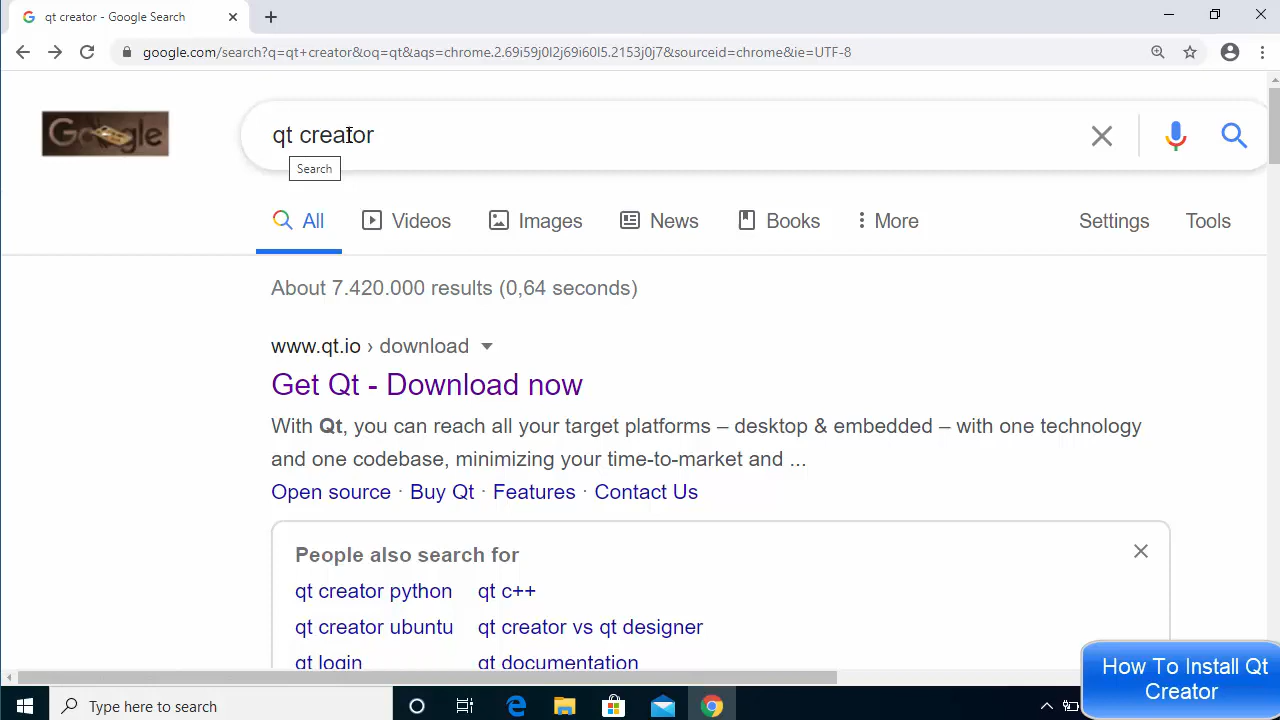 qt creator - Google Search
google.com/search?q=qt+creator&oq=qt&aqs=chrome.2.69i59j0l2j69i60l5.2153j0j7&sourceid=chrome&ie=UTF-8
Google
qt creator
Search
All Videos Images News Books More Settings Tools
About 7.420.000 results (0,64 seconds)
www.qt.io › download
Get Qt - Download now
With Qt, you can reach all your target platforms – desktop & embedded – with one technology
and one codebase, minimizing your time-to-market and ...
Open source · Buy Qt · Features · Contact Us
People also search for
qt creator python qt c++
qt creator ubuntu qt creator vs qt designer
qt login qt documentation
How To Install Qt
Creator
Type here to search